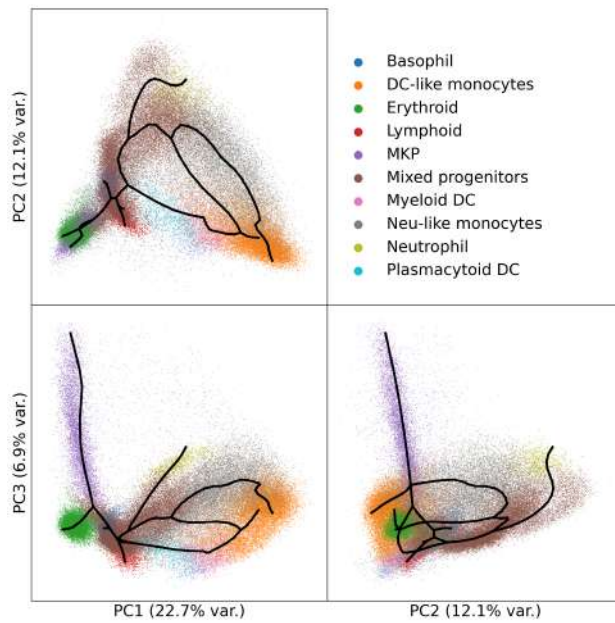 PC2 (12.1% var.)
Basophil
DC-like monocytes
Erythroid
Lymphoid
MKP
Mixed progenitors
Myeloid DC
Neu-like monocytes
Neutrophil
Plasmacytoid DC
PC3 (6.9% var.)
PC1 (22.7% var.)
PC2 (12.1% var.)